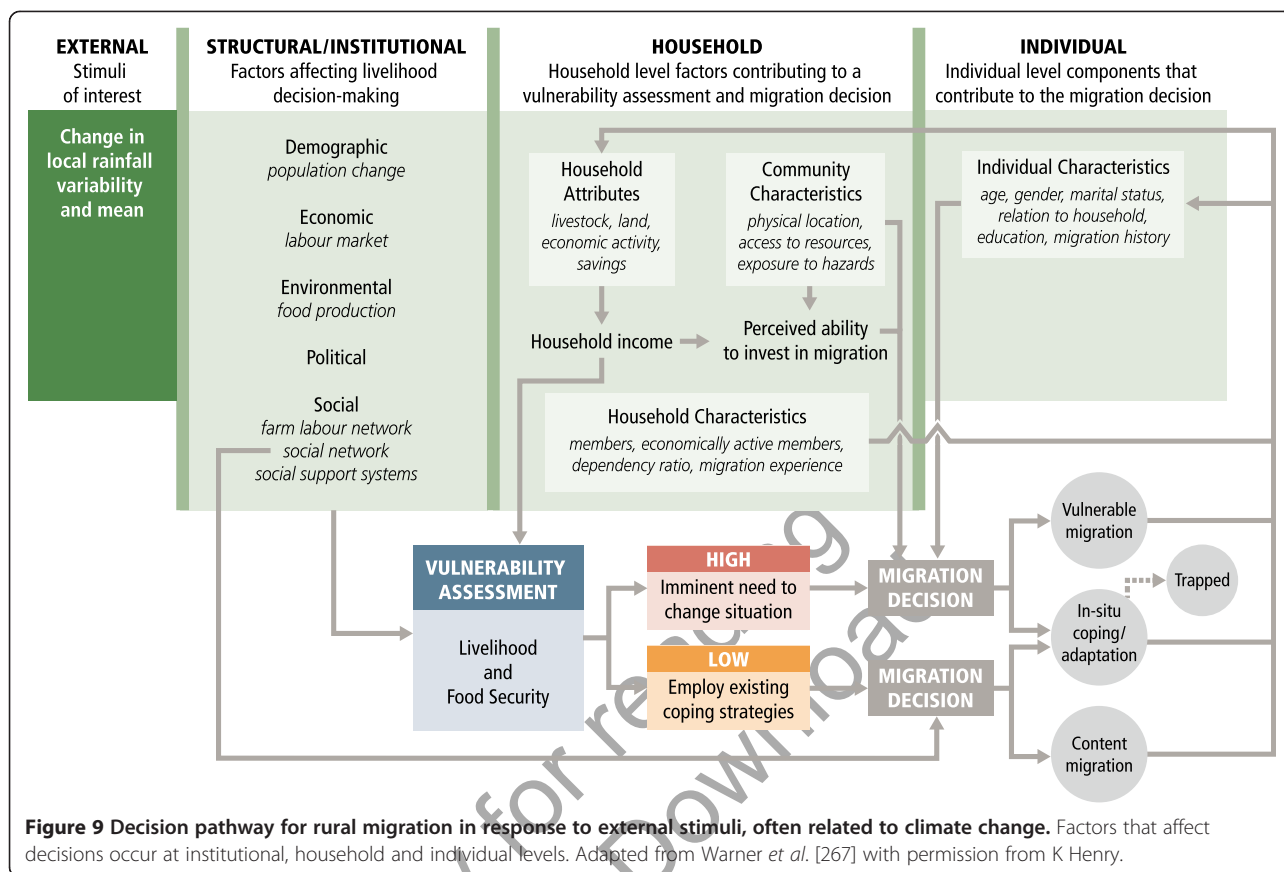 EXTERNAL
Stimuli
of interest
STRUCTURAL/INSTITUTIONAL
Factors affecting livelihood
decision-making
HOUSEHOLD
Household level factors contributing to a
vulnerability assessment and migration decision
INDIVIDUAL
Individual level components that
contribute to the migration decision
Change in
local rainfall
variability
and mean
Demographic
population change
Economic
labour market
Environmental
food production
Political
Social
farm labour network
social network
social support systems
Household
Attributes
livestock, land,
economic activity,
savings
Community
Characteristics
physical location,
access to resources,
exposure to hazards
Household income
Perceived ability
to invest in migration
Household Characteristics
members, economically active members,
dependency ratio, migration experience
Individual Characteristics
age, gender, marital status,
relation to household,
education, migration history
VULNERABILITY
ASSESSMENT
Livelihood
and
Food Security
HIGH
Imminent need to
change situation
LOW
Employ existing
coping strategies
MIGRATION
DECISION
MIGRATION
DECISION
Vulnerable
migration
Trapped
In-situ
coping/
adaptation
Content
migration
for
Figure 9 Decision pathway for rural migration in response to external stimuli, often related to climate change. Factors that affect
decisions occur at institutional, household and individual levels. Adapted from Warner et al. [267] with permission from K Henry.